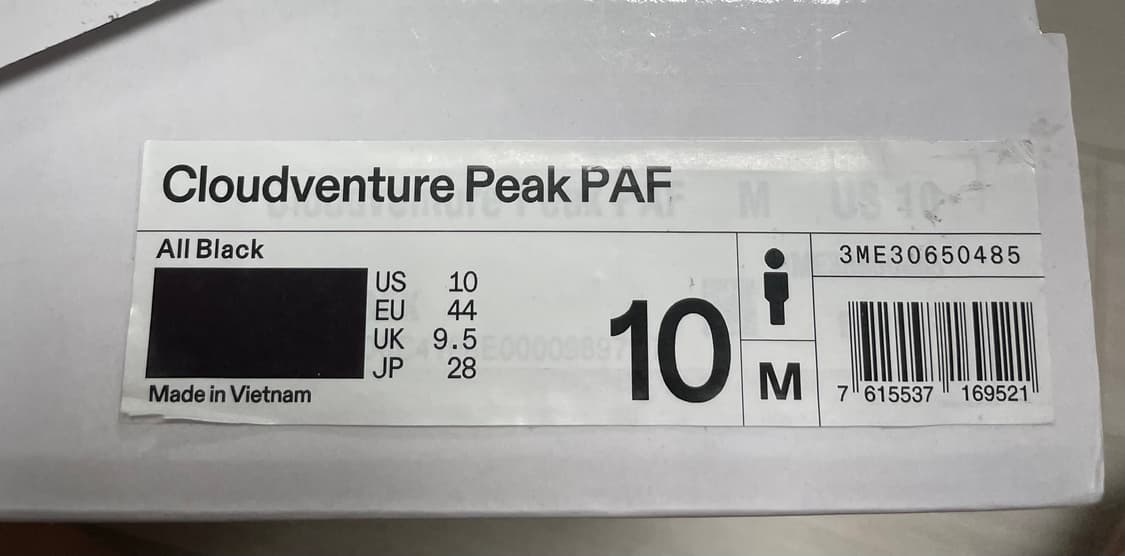 Cloudventure Peak PAF
All Black
US 10
EU 44
UK 9.5
JP 28
Made in Vietnam
10
M
3ME30650485
7 615537 169521